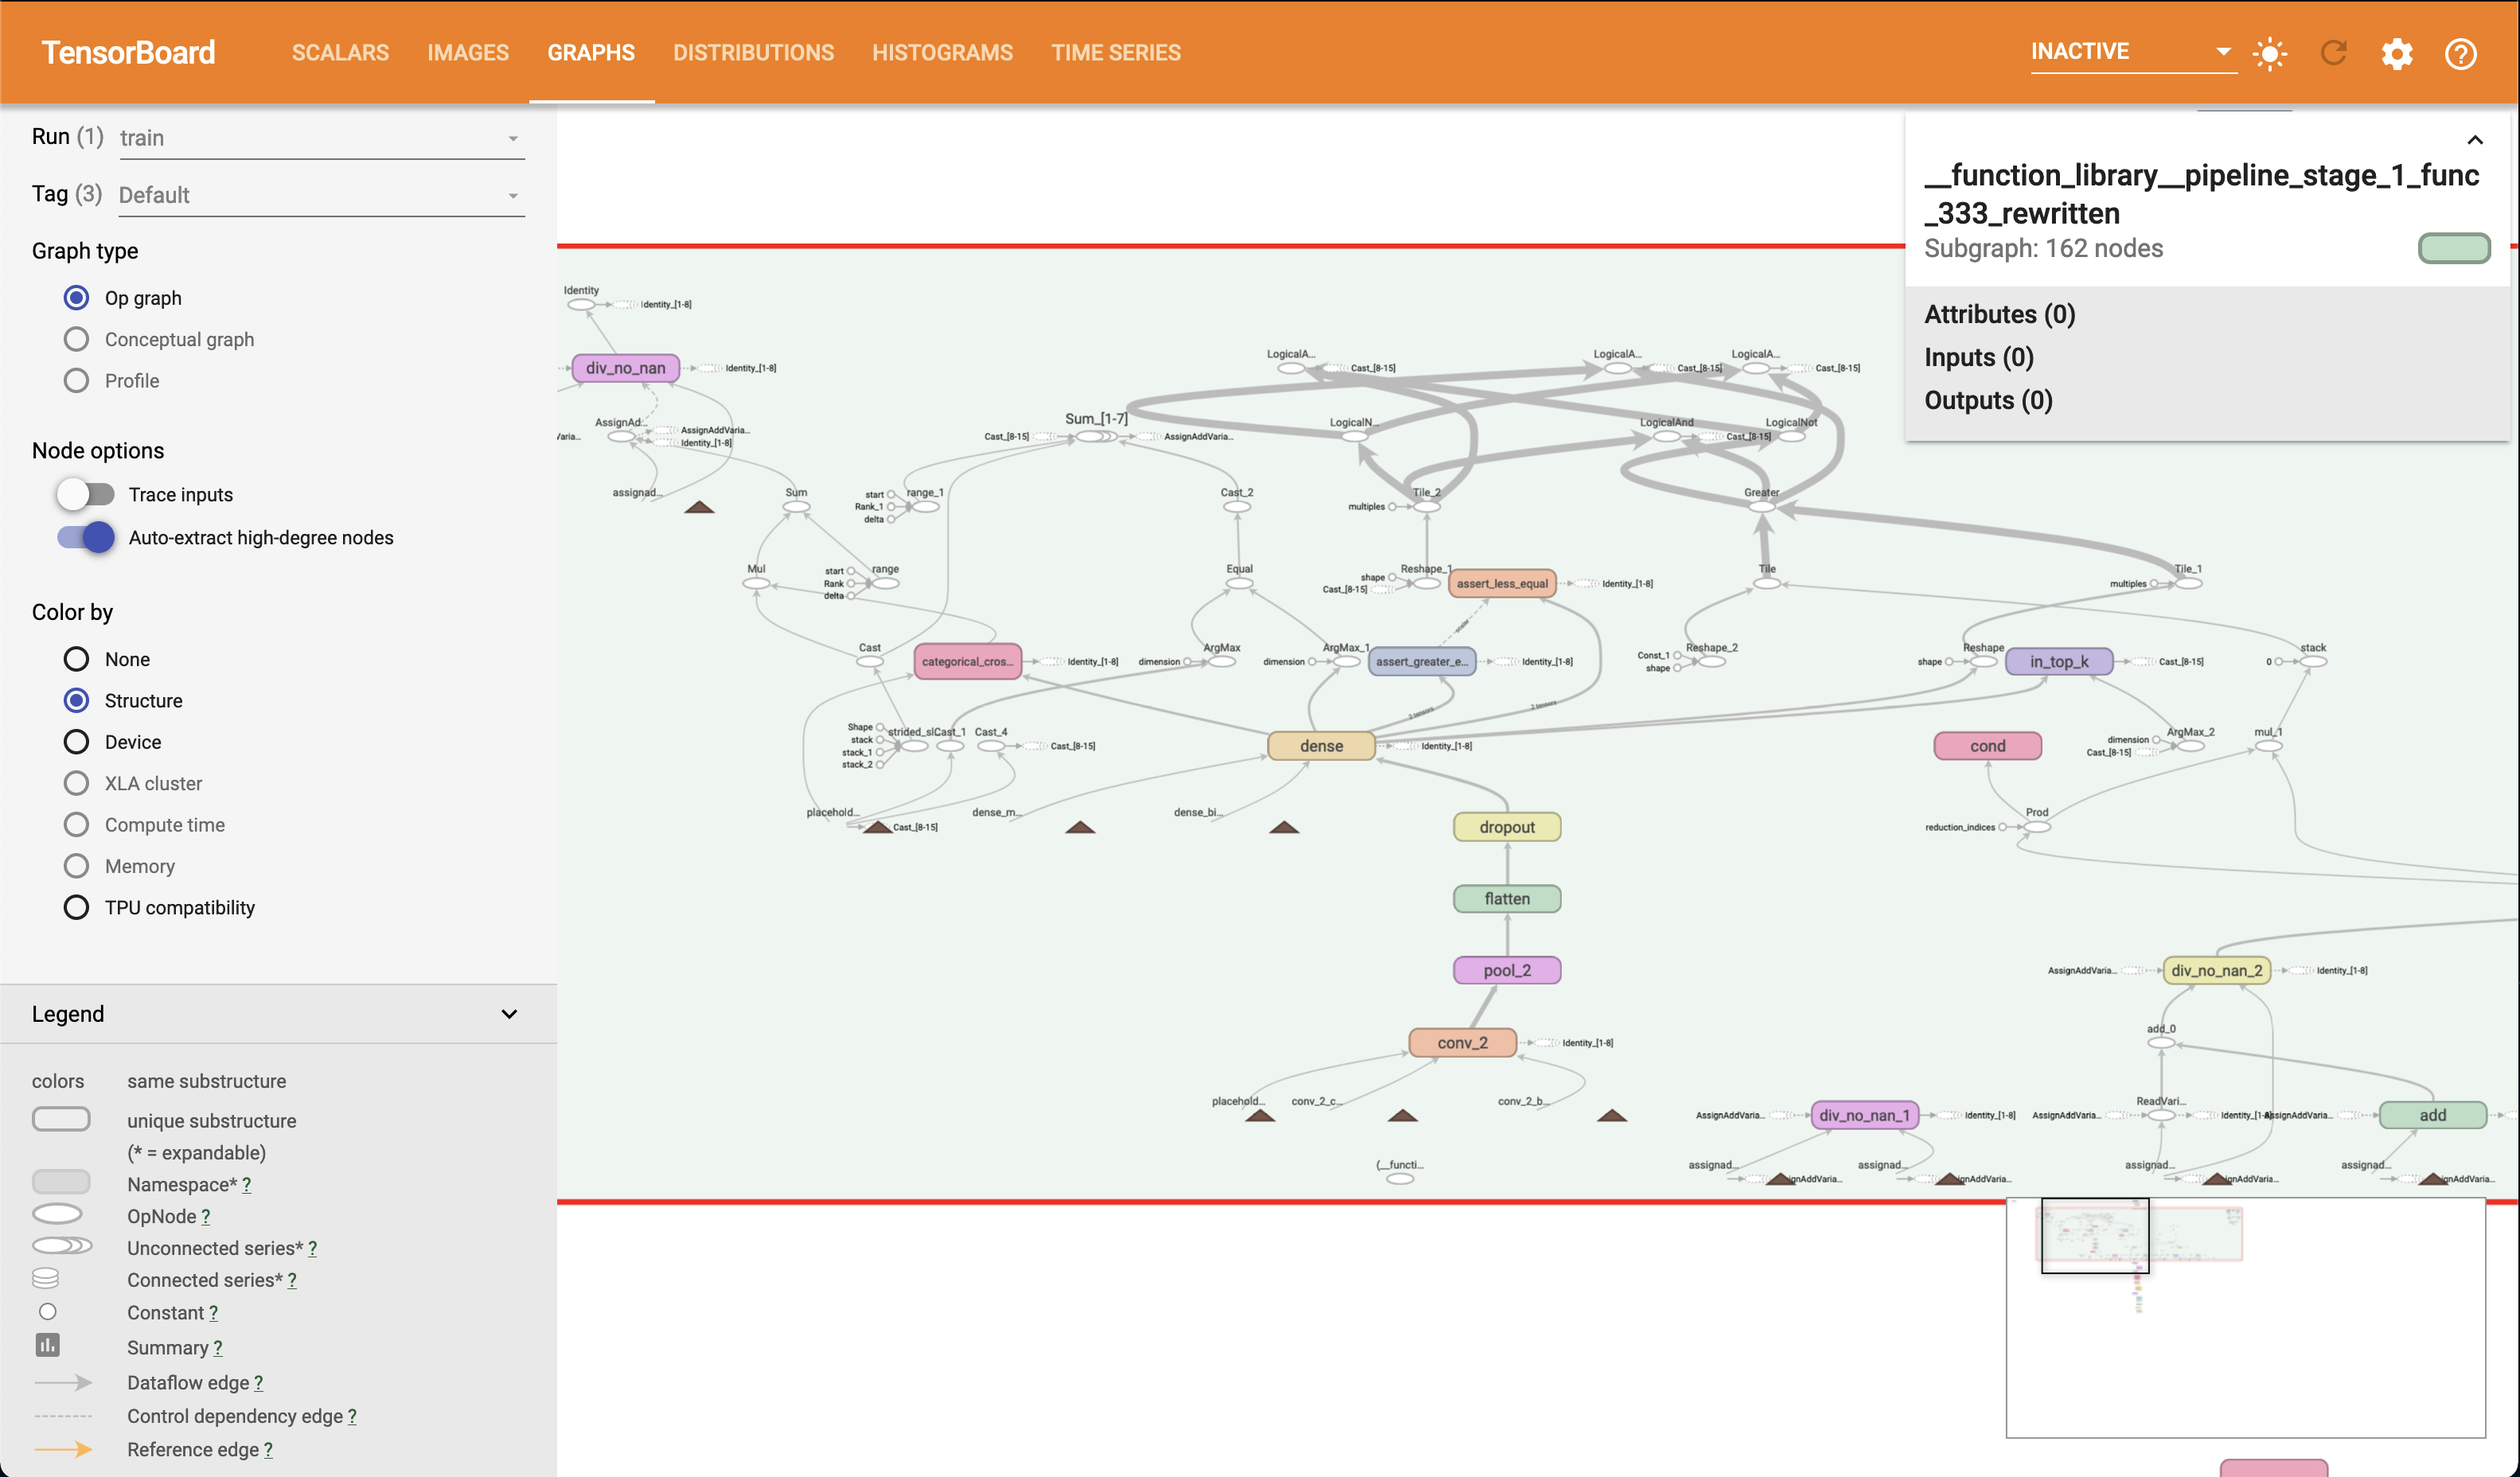 TensorBoard
SCALARS IMAGES GRAPHS DISTRIBUTIONS HISTOGRAMS TIME SERIES
INACTIVE
Run (1) train
Tag (3) Default
Graph type
Op graph
Conceptual graph
Profile
Node options
Trace inputs
Auto-extract high-degree nodes
Color by
None
Structure
Device
XLA cluster
Compute time
Memory
TPU compatibility
Legend
colors same substructure
unique substructure
(* = expandable)
Namespace* ?
OpNode ?
Unconnected series* ?
Connected series* ?
Constant ?
Summary ?
Dataflow edge ?
Control dependency edge ?
Reference edge ?
__function_library__pipeline_stage_1_func
_333_rewritten
Subgraph: 162 nodes
Attributes (0)
Inputs (0)
Outputs (0)
Identity
Identity_[1-8]
div_no_nan Identity_[1-8]
LogicalA... Cast_[8-15] LogicalA... Cast_[8-15] LogicalA... Cast_[8-15]
AssignAd... AssignAddVaria...
Identity_[1-8]
Sum_[1-7]
Cast_[8-15] AssignAddVaria...
LogicalN... LogicalAnd Cast_[8-15] LogicalNot
assignad... Sum
start range_1
Rank_1
delta
Cast_2
multiples Tile_2
Greater
Mul
start range
Rank
delta
Equal
shape Reshape_1
Cast_[8-15]
assert_less_equal Identity_[1-8]
Tile
multiples Tile_1
Cast categorical_cros... Identity_[1-8]
dimension ArgMax
dimension ArgMax_1
assert_greater_e... Identity_[1-8]
Const_1 Reshape_2
shape
shape Reshape in_top_k Cast_[8-15]
0 stack
Shape
stack strided_sl Cast_1 Cast_4 Cast_[8-15]
stack_1
stack_2
2 tensors 2 tensors
dense Identity_[1-8]
cond
dimension ArgMax_2
Cast_[8-15]
mul_1
placehold... Cast_[8-15] dense_m... dense_bi...
dropout
Prod
reduction_indices
flatten
pool_2
AssignAddVaria... div_no_nan_2 Identity_[1-8]
conv_2 Identity_[1-8]
add_0
placehold... conv_2_c... conv_2_b...
AssignAddVaria... div_no_nan_1 Identity_[1-8]
ReadVari...
AssignAddVaria...
add
(__functi...
assignad... assignad... assignad... assignad...